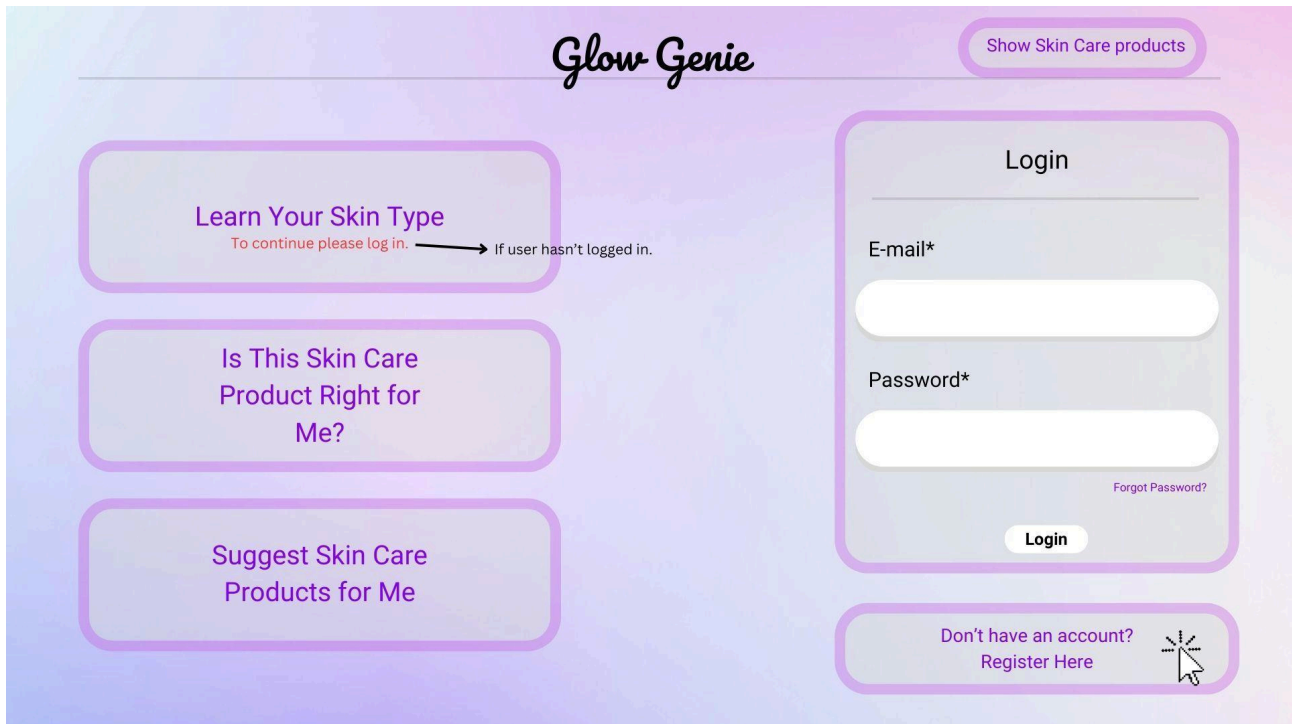 Glow Genie
Show Skin Care products
Learn Your Skin Type
To continue please log in.
If user hasn't logged in.
Is This Skin Care
Product Right for
Me?
Suggest Skin Care
Products for Me
Login
E-mail*
Password*
Forgot Password?
Login
Don't have an account?
Register Here